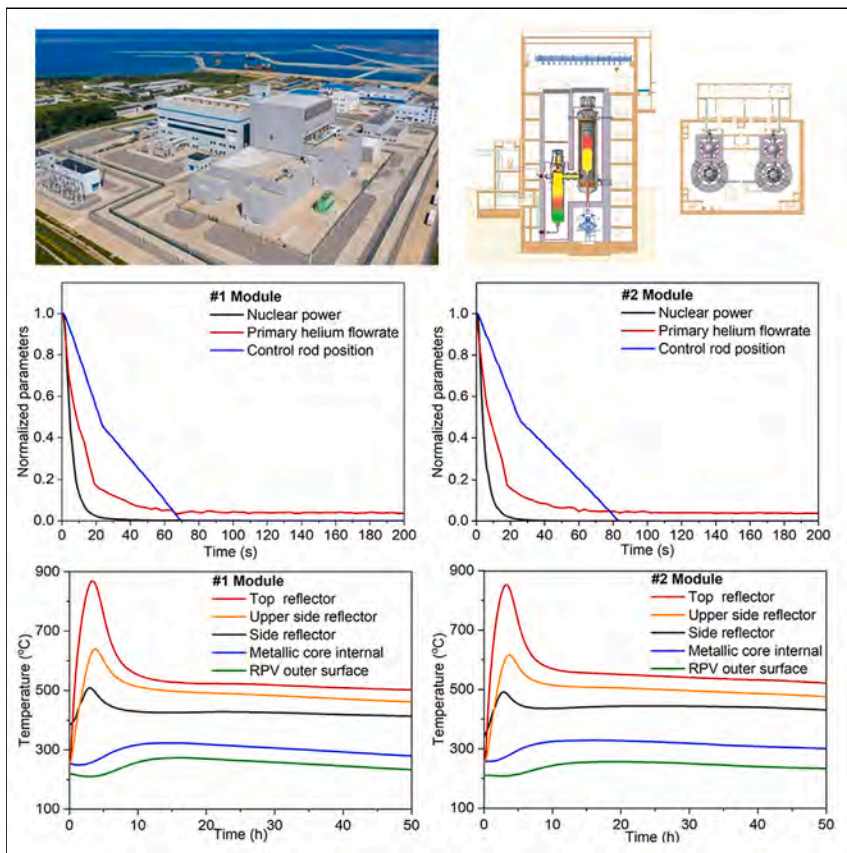 #1 Module
Nuclear power
Primary helium flowrate
Control rod position
Normalized parameters
1.0
0.8
0.6
0.4
0.2
0.0
0 20 40 60 80 100 120 140 160 180 200
Time (s)
#2 Module
Nuclear power
Primary helium flowrate
Control rod position
Normalized parameters
1.0
0.8
0.6
0.4
0.2
0.0
0 20 40 60 80 100 120 140 160 180 200
Time (s)
#1 Module
Top reflector
Upper side reflector
Side reflector
Metallic core internal
RPV outer surface
Temperature (°C)
900
700
500
300
100
0 10 20 30 40 50
Time (h)
#2 Module
Top reflector
Upper side reflector
Side reflector
Metallic core internal
RPV outer surface
Temperature (°C)
900
700
500
300
100
0 10 20 30 40 50
Time (h)